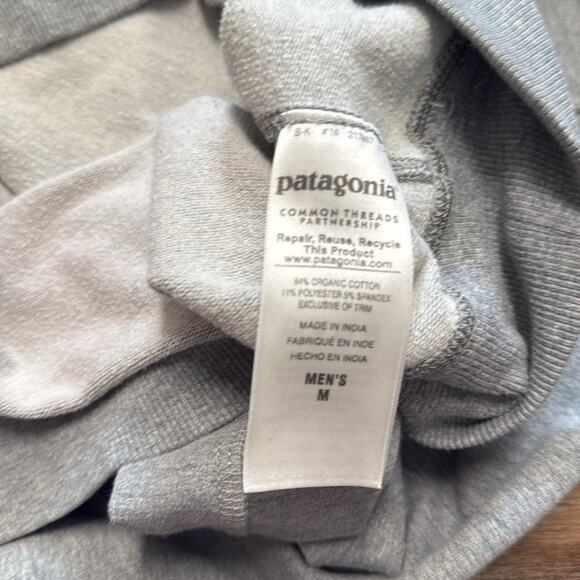 B-K #16
patagonia®
COMMON THREADS
PARTNERSHIP
Repair, Reuse, Recycle
This Product
www.patagonia.com
84% ORGANIC COTTON
11% POLYESTER 5% SPANDEX
EXCLUSIVE OF TRIM
MADE IN INDIA
FABRIQUÉ EN INDE
HECHO EN INDIA
MEN'S
M